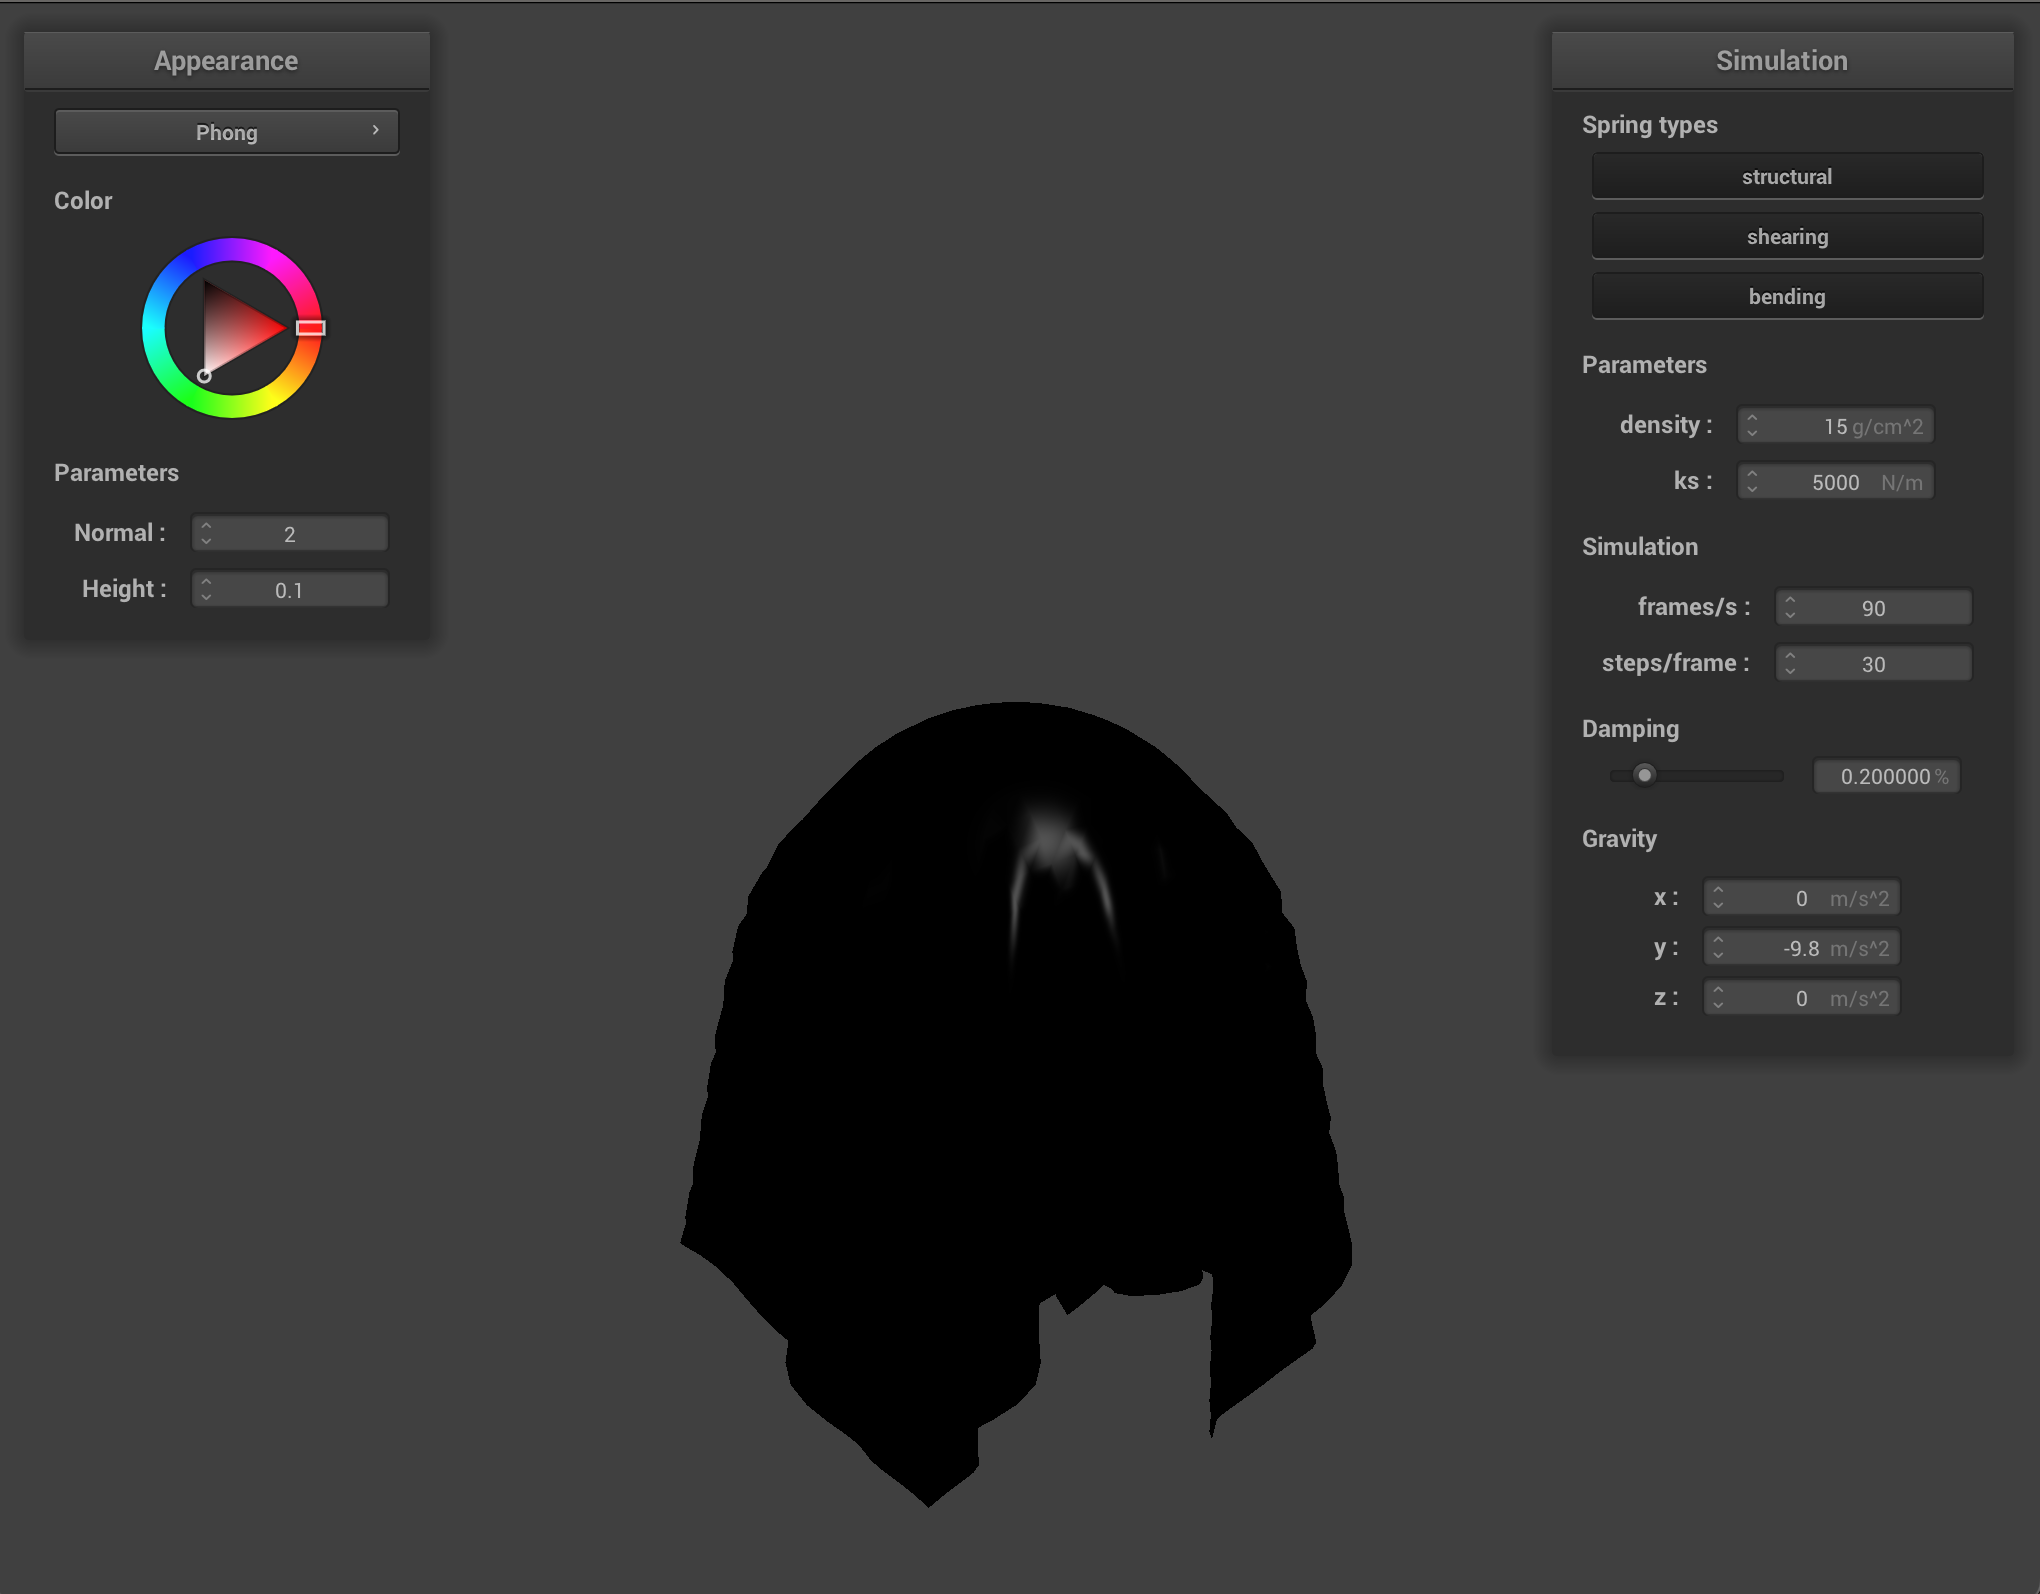 Appearance
Phong
Color
Parameters
Normal : 2
Height : 0.1
Simulation
Spring types
structural
shearing
bending
Parameters
density : 15 g/cm^2
ks : 5000 N/m
Simulation
frames/s : 90
steps/frame : 30
Damping
0.200000 %
Gravity
x : 0 m/s^2
y : -9.8 m/s^2
z : 0 m/s^2